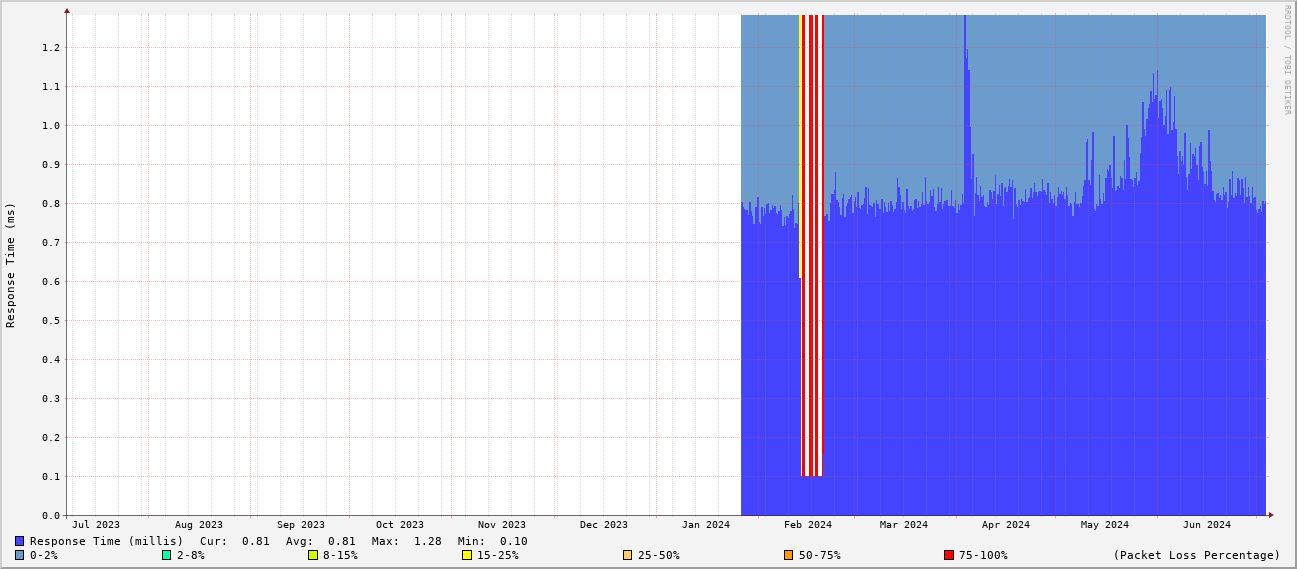 RRDTOOL / TOBI OETIKER
Response Time (ms)
1.2
1.1
1.0
0.9
0.8
0.7
0.6
0.5
0.4
0.3
0.2
0.1
0.0
Jul 2023 Aug 2023 Sep 2023 Oct 2023 Nov 2023 Dec 2023 Jan 2024 Feb 2024 Mar 2024 Apr 2024 May 2024 Jun 2024
Response Time (millis) Cur: 0.81 Avg: 0.81 Max: 1.28 Min: 0.10
0-2% 2-8% 8-15% 15-25% 25-50% 50-75% 75-100% (Packet Loss Percentage)